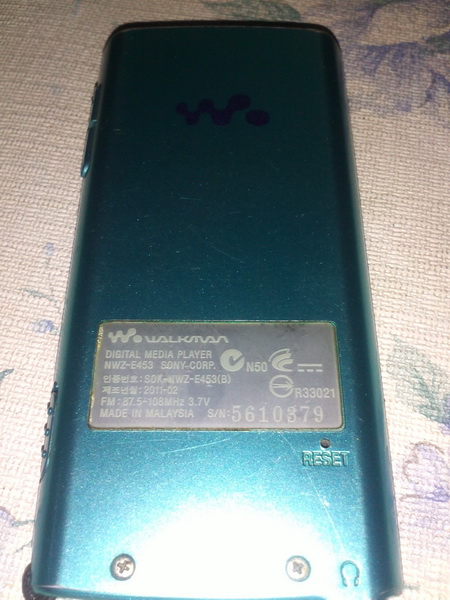 WALKMAN
DIGITAL MEDIA PLAYER
NWZ-E453 SONY CORP. N50
인증번호: SOK-NWZ-E453(B)
제조년월: 2011-02 R33021
FM: 87.5-108MHz 3.7V
MADE IN MALAYSIA S/N: 5610379
RESET